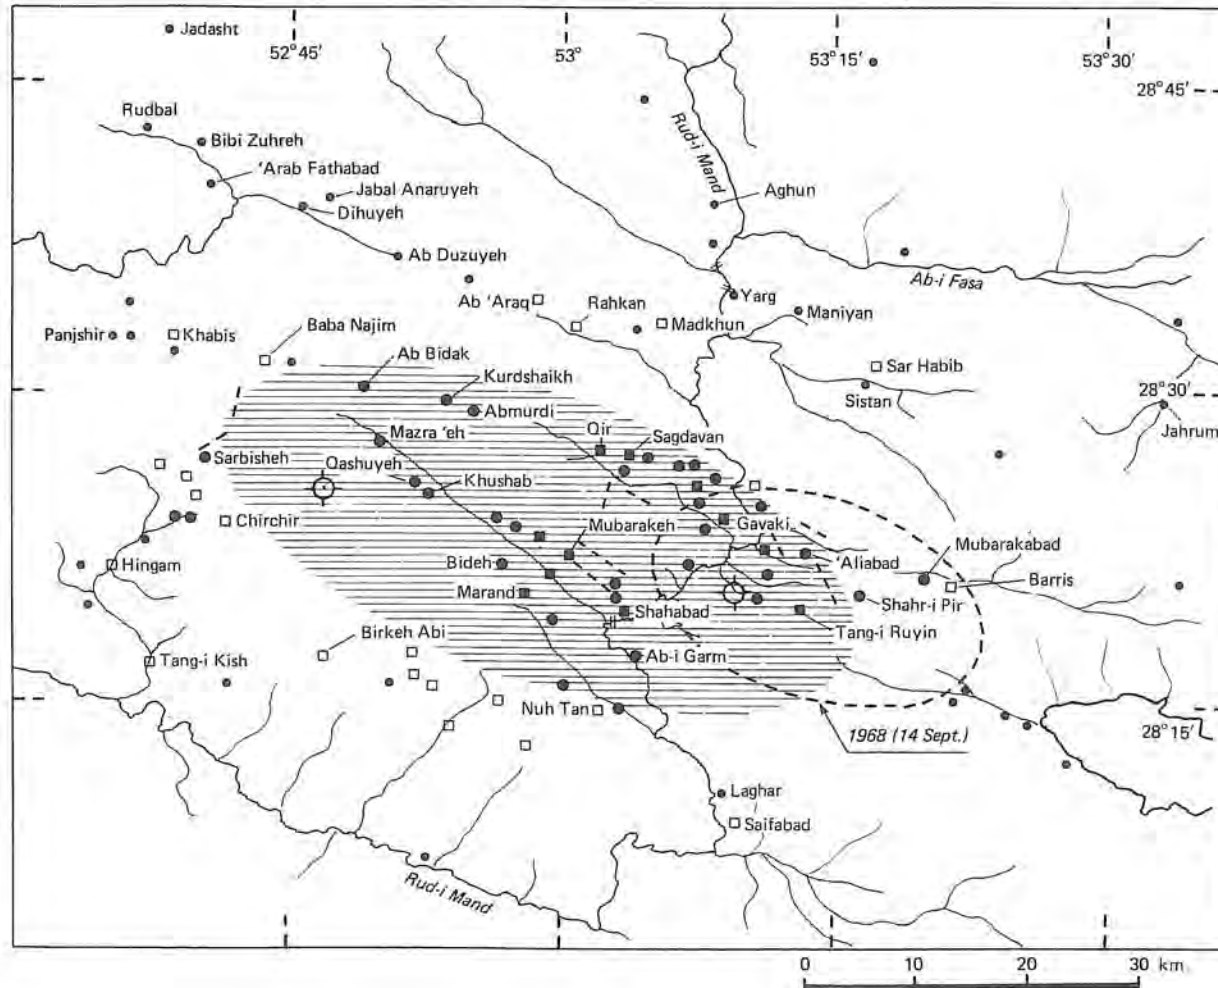 Jadasht
52°45'
53°
53°15'
53°30'
28°45'
Rudbal
Bibi Zuhreh
'Arab Fathabad
Jabal Anaruyeh
Dihuyeh
Rud-i Mand
Aghun
Ab Duzuyeh
Ab-i Fasa
Ab 'Araq
Rahkan
Yarg
Maniyan
Madkhun
Panjshir
Khabis
Baba Najim
Ab Bidak
Kurdshaikh
Sar Habib
28°30'
Sistan
Abmurdi
Jahrum
Mazra 'eh
Qir
Sagdavan
Sarbisheh
Qashuyeh
Khushab
Chirchir
Mubarakeh
Gavaki
Mubarakabad
Hingam
Bideh
Aliabad
Barris
Marand
Shahabad
Shahr-i Pir
Birkeh Abi
Tang-i Ruyin
Tang-i Kish
Ab-i Garm
Nuh Tan
1968 (14 Sept.)
28°15'
Laghar
Saifabad
Rud-i Mand
0 10 20 30 km